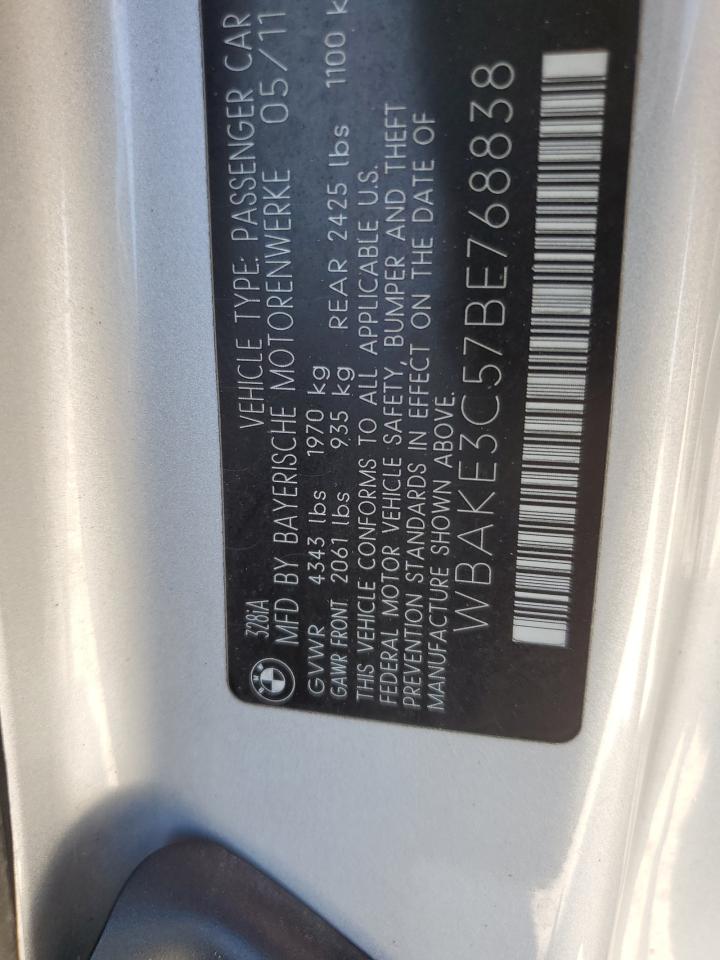 328iA VEHICLE TYPE: PASSENGER CAR
MFD BY BAYERISCHE MOTORENWERKE 05/11
GVWR 4343 lbs 1970 kg
GAWR FRONT 2061 lbs 935 kg REAR 2425 lbs 1100 k
THIS VEHICLE CONFORMS TO ALL APPLICABLE U.S.
FEDERAL MOTOR VEHICLE SAFETY, BUMPER AND THEFT
PREVENTION STANDARDS IN EFFECT ON THE DATE OF
MANUFACTURE SHOWN ABOVE.
WBAKE3C57BE768838